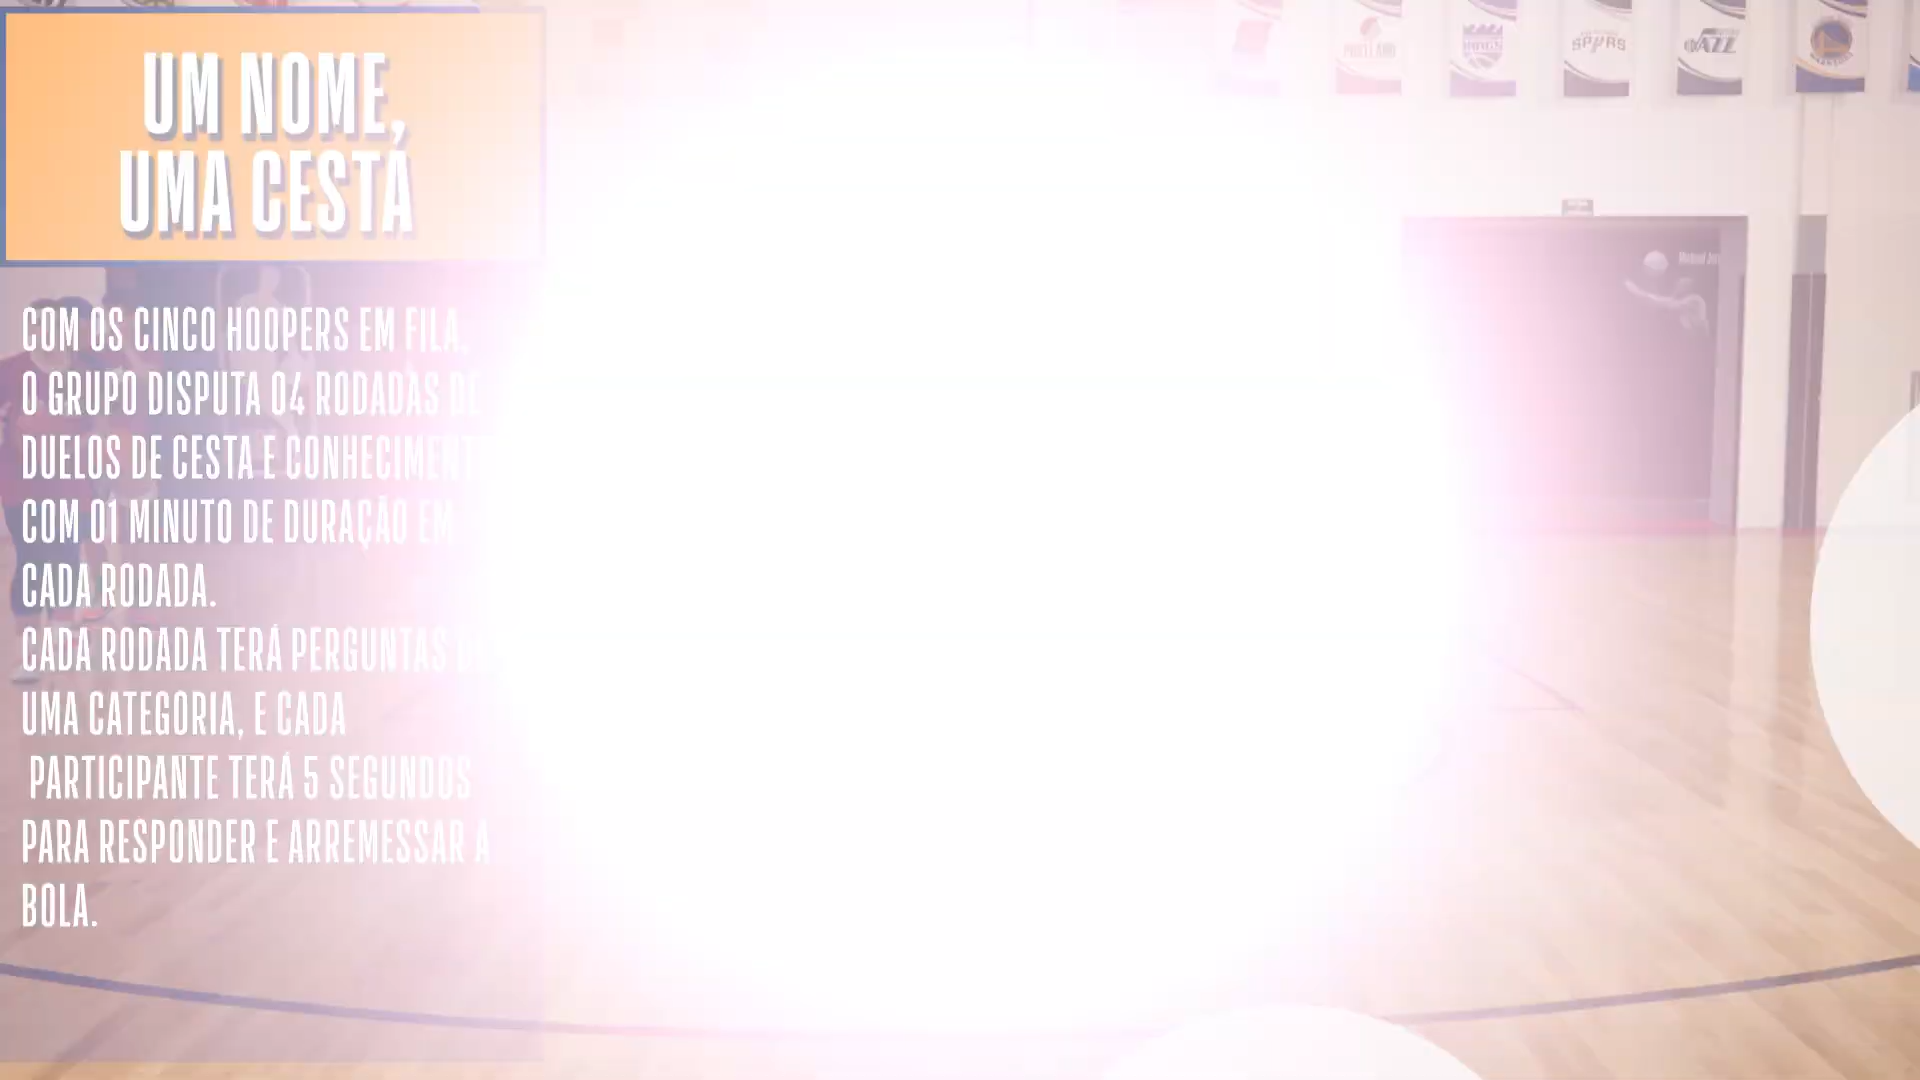 UM NOME,
UMA CESTA
PORTLAND
KINGS
SPURS
JAZZ
COM OS CINCO HOOPERS EM FILA.
O GRUPO DISPUTA 04 RODADAS DE
DUELOS DE CESTA E CONHECIMENTO
COM 01 MINUTO DE DURAÇÃO EM
CADA RODADA.
CADA RODADA TERÁ PERGUNTAS DE
UMA CATEGORIA, E CADA
PARTICIPANTE TERÁ 5 SEGUNDOS
PARA RESPONDER E ARREMESSAR A
BOLA.